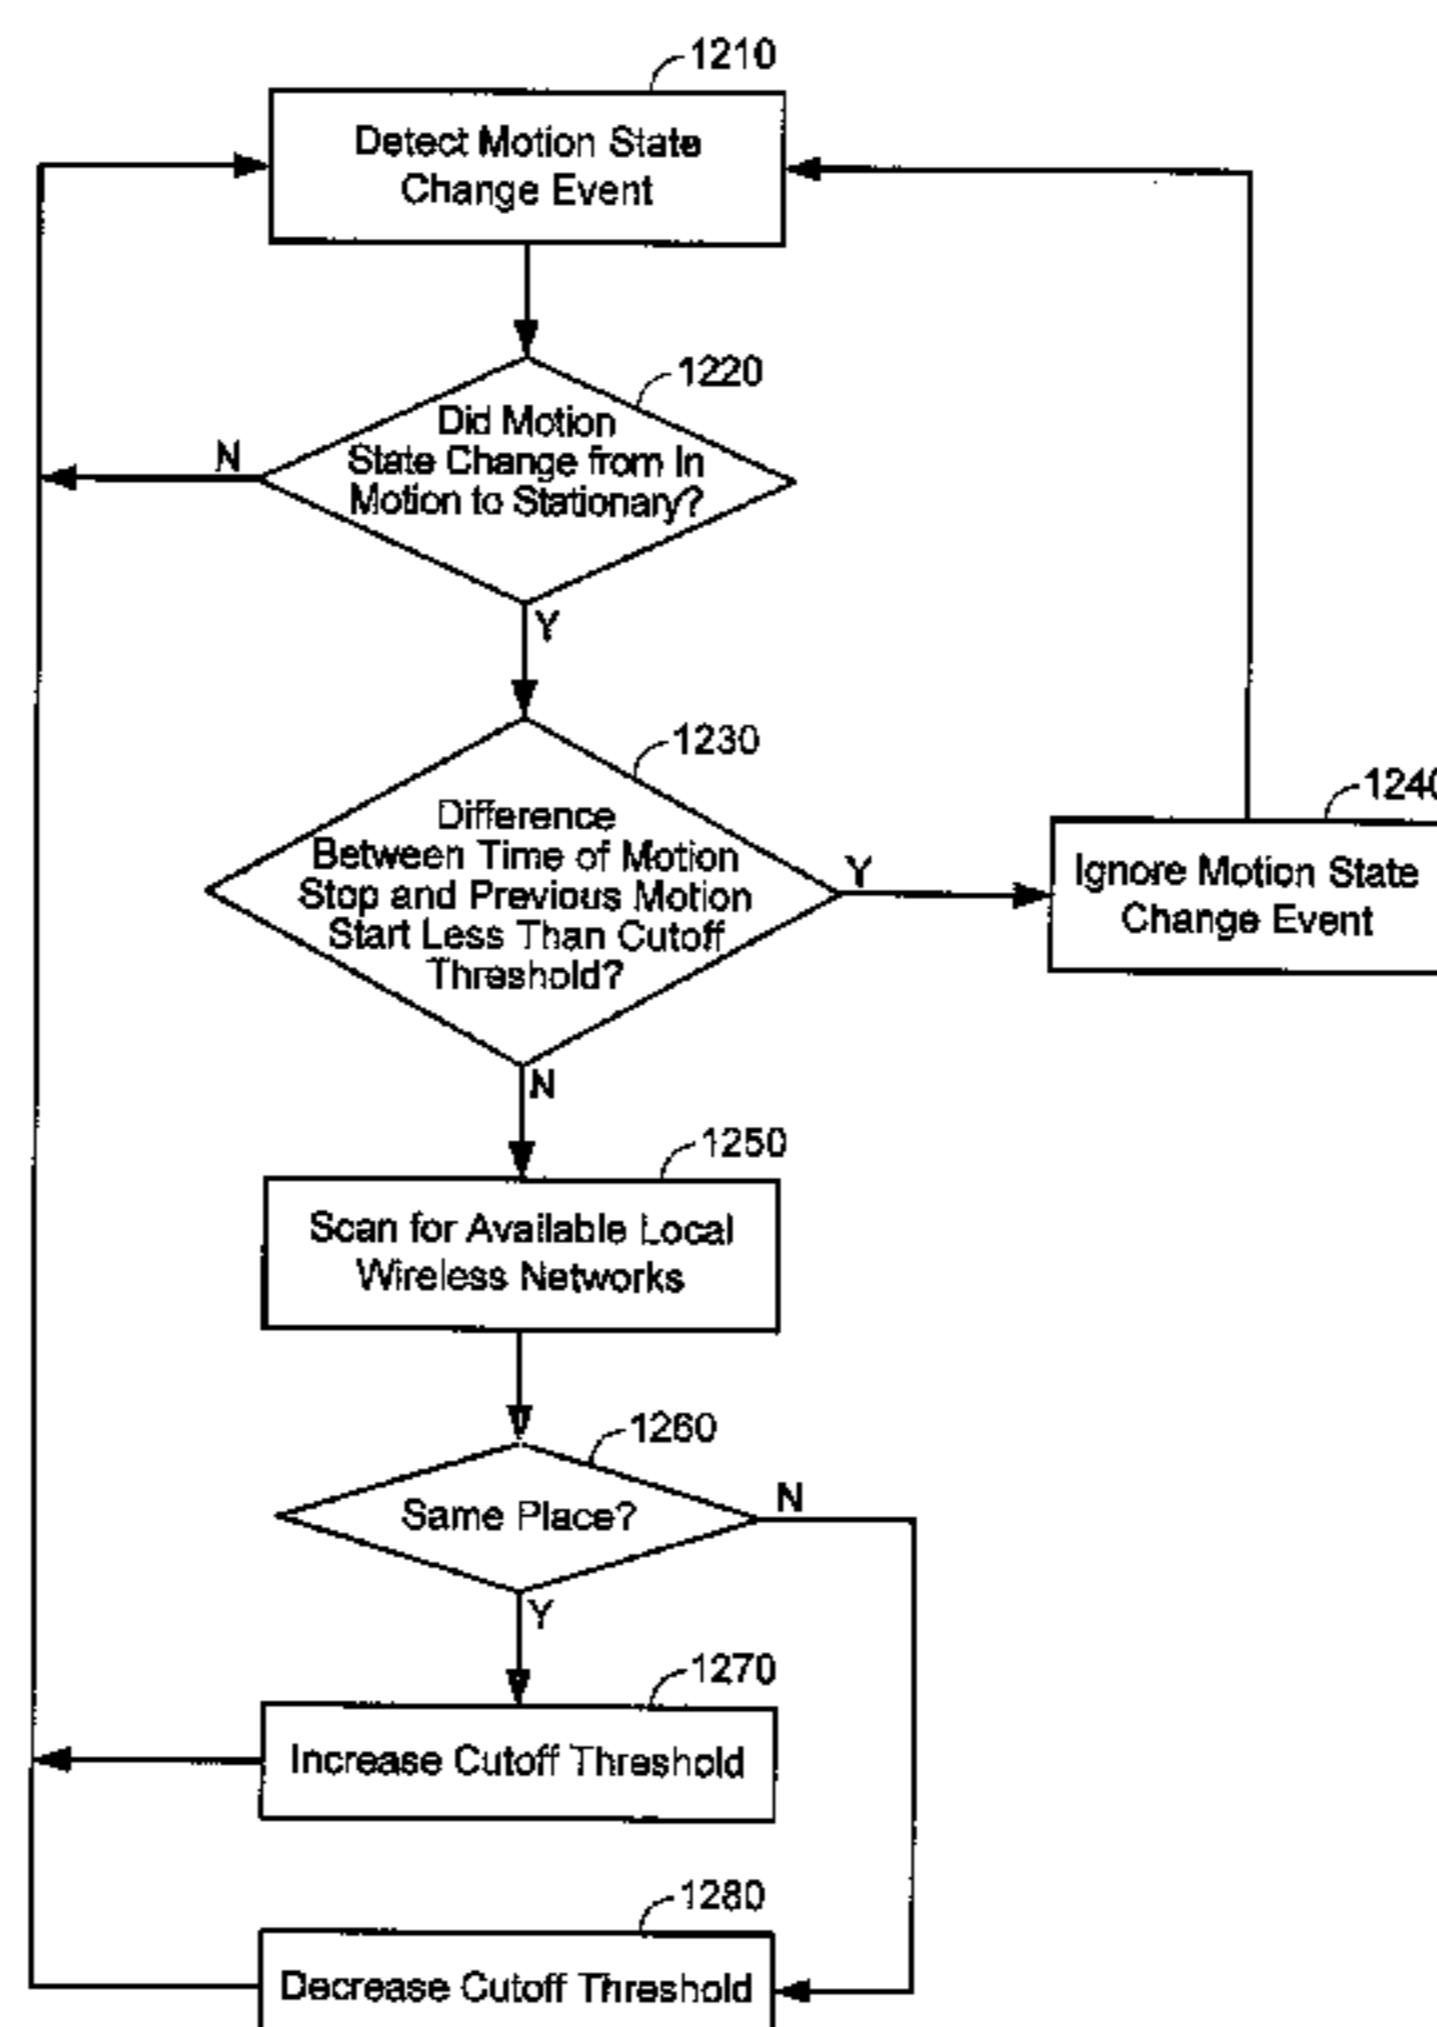 1210
Detect Motion State
Change Event
1220
Did Motion
State Change from In
Motion to Stationary?
N
Y
1230
Difference
Between Time of Motion
Stop and Previous Motion
Start Less Than Cutoff
Threshold?
Y
1240
Ignore Motion State
Change Event
N
1250
Scan for Available Local
Wireless Networks
1260
Same Place?
N
Y
1270
Increase Cutoff Threshold
1280
Decrease Cutoff Threshold